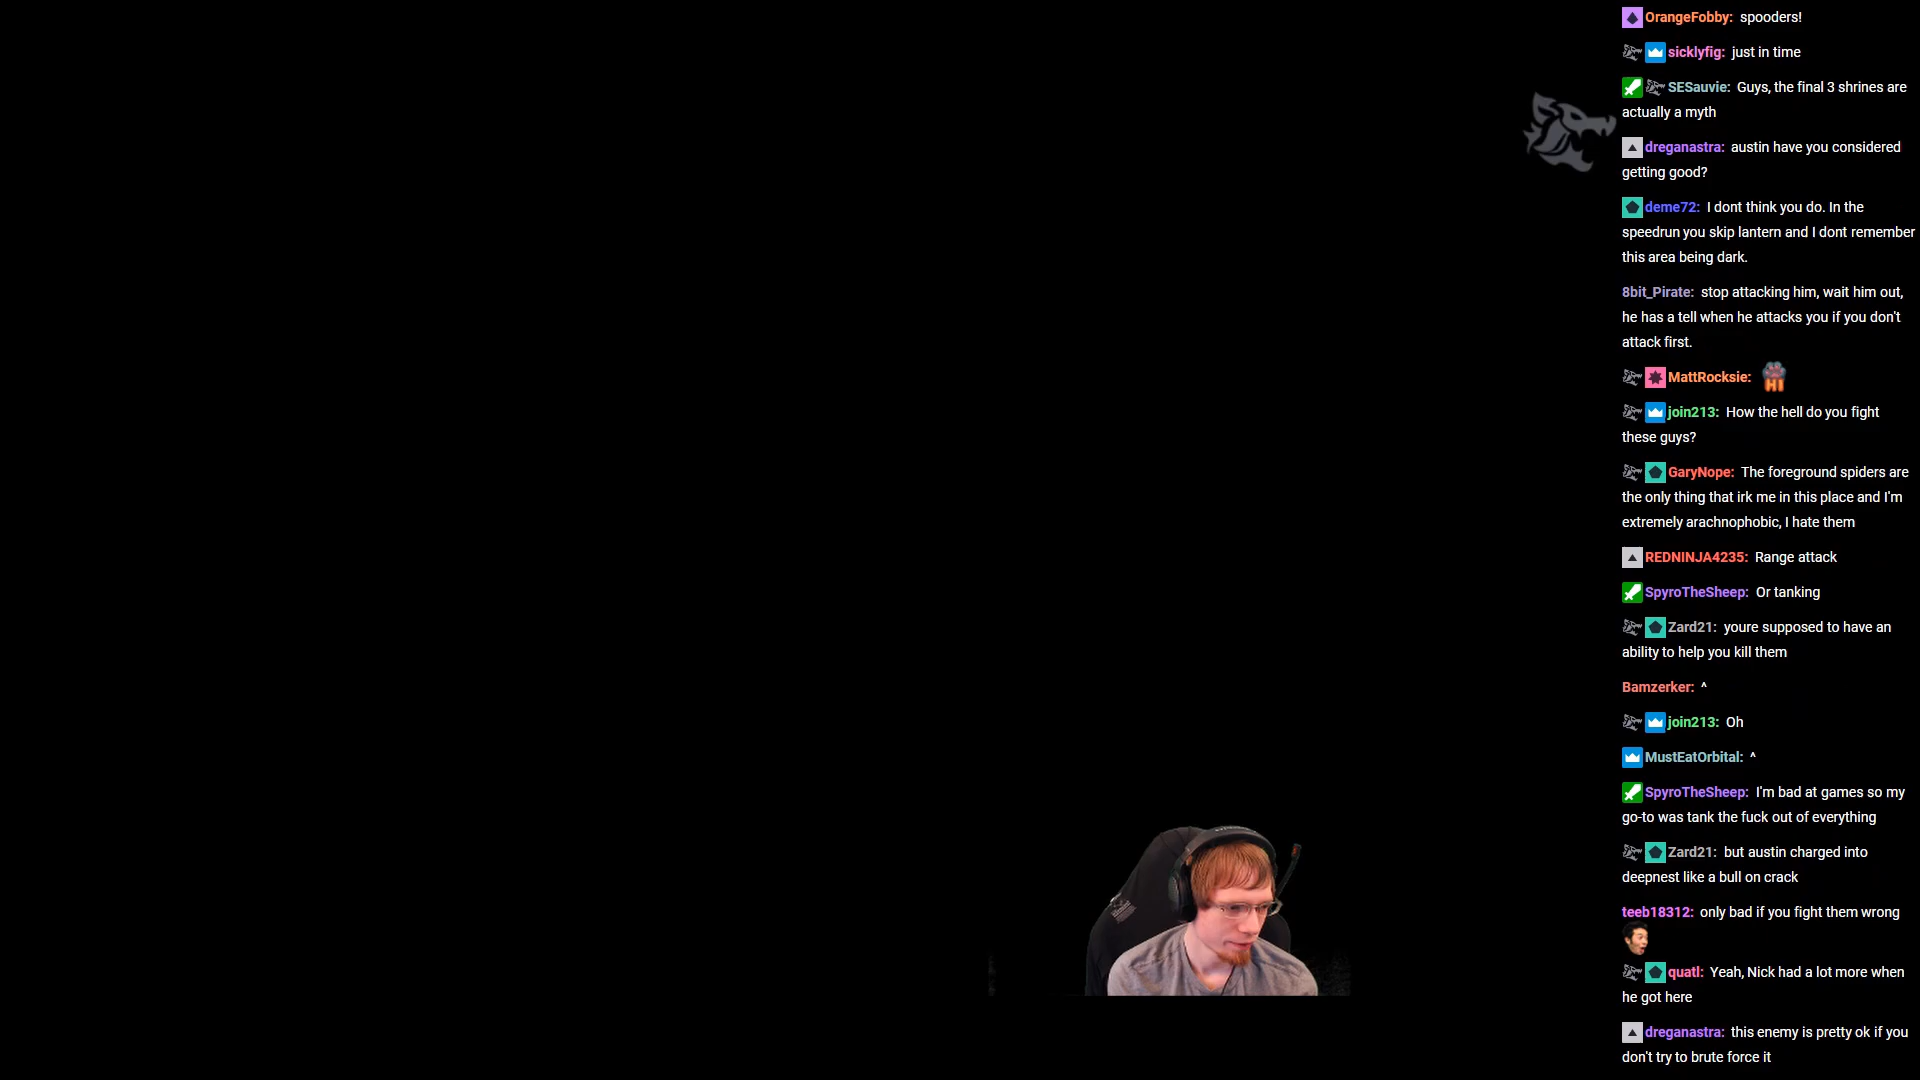 OrangeFobby: spooders!
sicklyfig: just in time
SESauvie: Guys, the final 3 shrines are
actually a myth
dreganastra: austin have you considered
getting good?
deme72: I dont think you do. In the
speedrun you skip lantern and I dont remember
this area being dark.
8bit_Pirate: stop attacking him, wait him out,
he has a tell when he attacks you if you don't
attack first.
MattRocksie: HI
join213: How the hell do you fight
these guys?
GaryNope: The foreground spiders are
the only thing that irk me in this place and I'm
extremely arachnophobic, I hate them
REDNINJA4235: Range attack
SpyroTheSheep: Or tanking
Zard21: youre supposed to have an
ability to help you kill them
Bamzerker: ^
join213: Oh
MustEatOrbital: ^
SpyroTheSheep: I'm bad at games so my
go-to was tank the fuck out of everything
Zard21: but austin charged into
deepnest like a bull on crack
teeb18312: only bad if you fight them wrong
quatl: Yeah, Nick had a lot more when
he got here
dreganastra: this enemy is pretty ok if you
don't try to brute force it